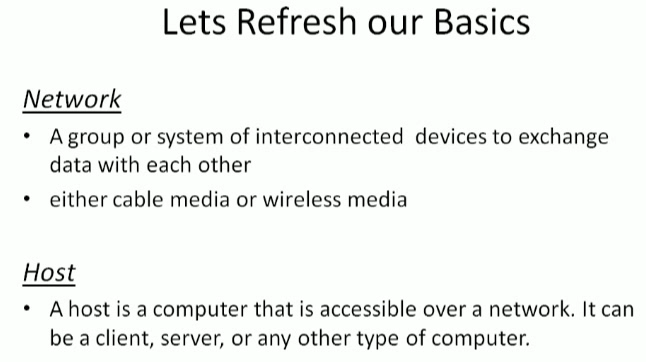 Lets Refresh our Basics
Network
• A group or system of interconnected devices to exchange
data with each other
• either cable media or wireless media
Host
• A host is a computer that is accessible over a network. It can
be a client, server, or any other type of computer.